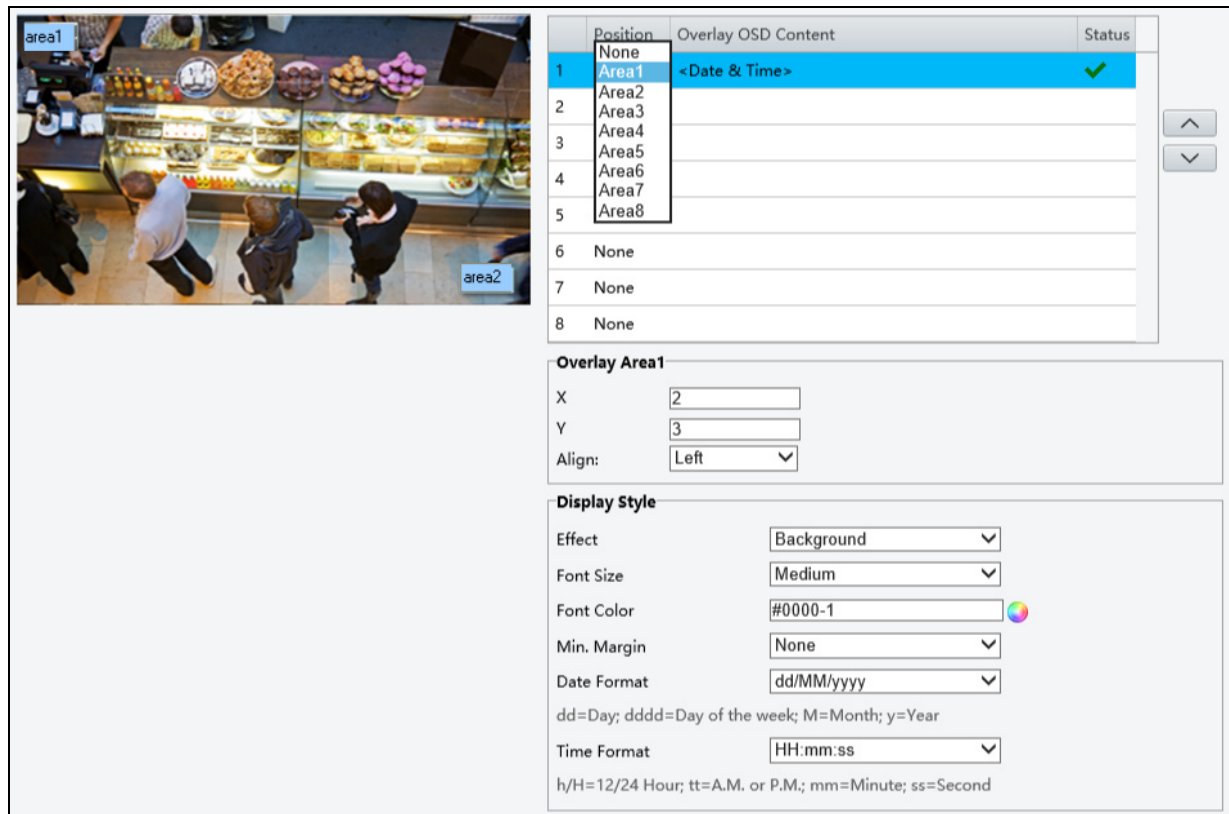 area1
area2
Position Overlay OSD Content Status
None
1 Area1 <Date & Time>
Area2
2
Area3
3 Area4
Area5
4 Area6
Area7
5 Area8
6 None
7 None
8 None
Overlay Area1
X 2
Y 3
Align: Left
Display Style
Effect Background
Font Size Medium
Font Color #0000-1
Min. Margin None
Date Format dd/MM/yyyy
dd=Day; dddd=Day of the week; M=Month; y=Year
Time Format HH:mm:ss
h/H=12/24 Hour; tt=A.M. or P.M.; mm=Minute; ss=Second